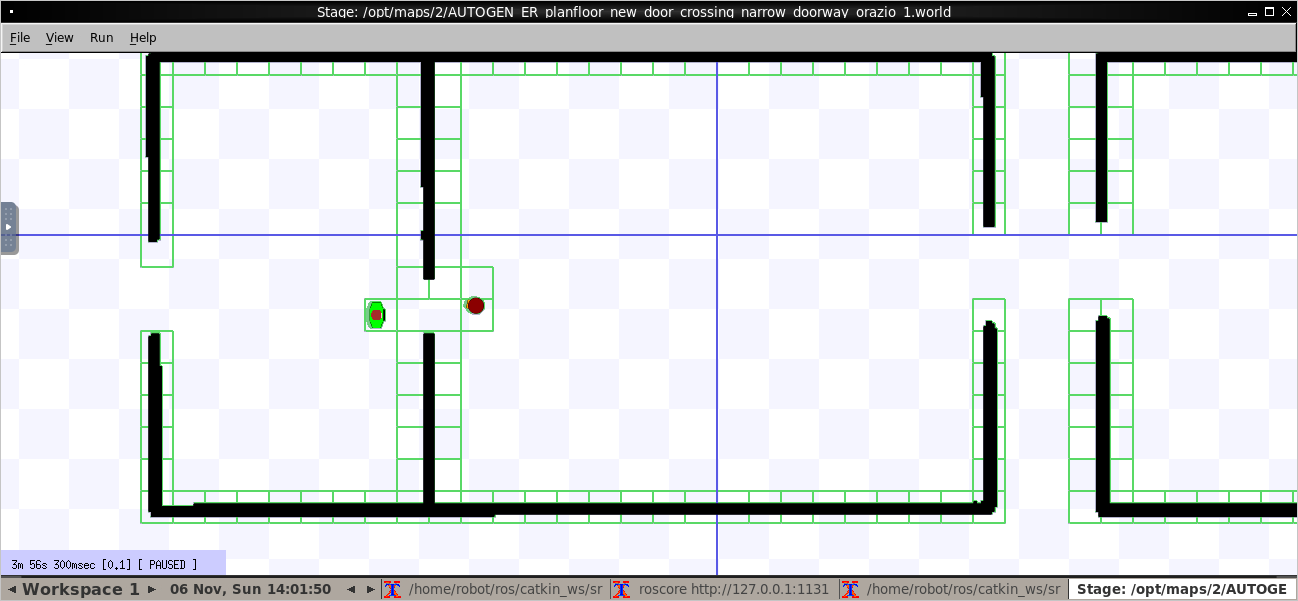 Stage: /opt/maps/2/AUTOGEN_ER_planfloor_new_door_crossing_narrow_doorway_orazio_1.world
File View Run Help
3m 56s 300msec [0.1] [ PAUSED ]
Workspace 1 06 Nov, Sun 14:01:50 /home/robot/ros/catkin_ws/sr roscore http://127.0.0.1:1131 /home/robot/ros/catkin_ws/sr Stage: /opt/maps/2/AUTOGE